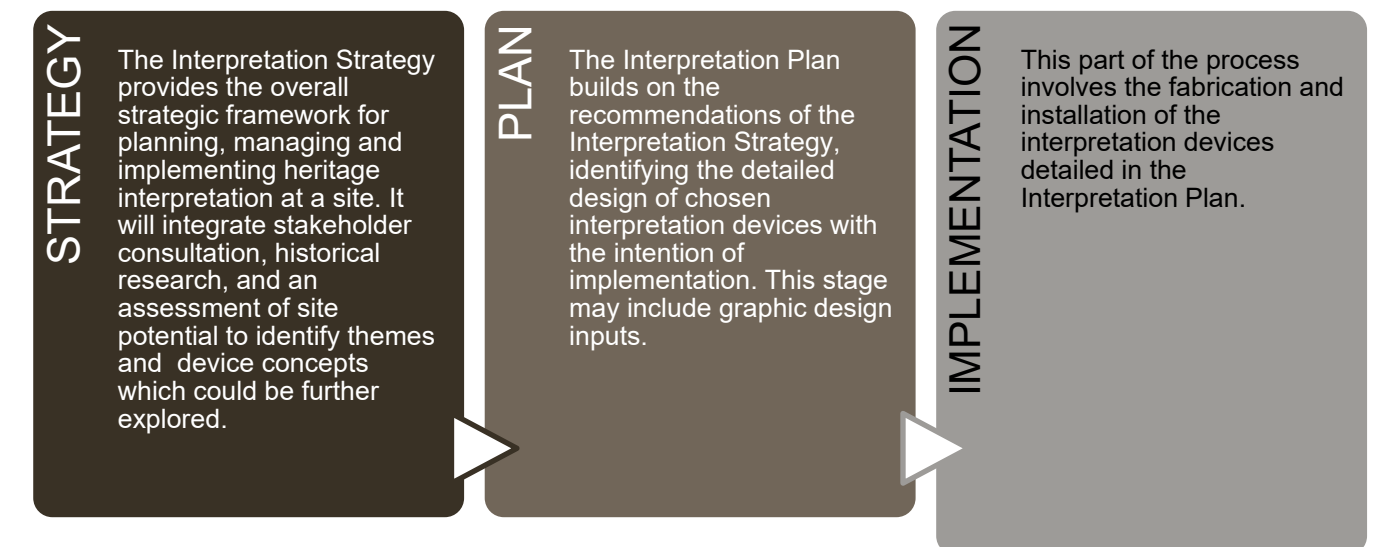 STRATEGY
The Interpretation Strategy
provides the overall
strategic framework for
planning, managing and
implementing heritage
interpretation at a site. It
will integrate stakeholder
consultation, historical
research, and an
assessment of site
potential to identify themes
and  device concepts
which could be further
explored.
PLAN
The Interpretation Plan
builds on the
recommendations of the
Interpretation Strategy,
identifying the detailed
design of chosen
interpretation devices with
the intention of
implementation. This stage
may include graphic design
inputs.
IMPLEMENTATION
This part of the process
involves the fabrication and
installation of the
interpretation devices
detailed in the
Interpretation Plan.